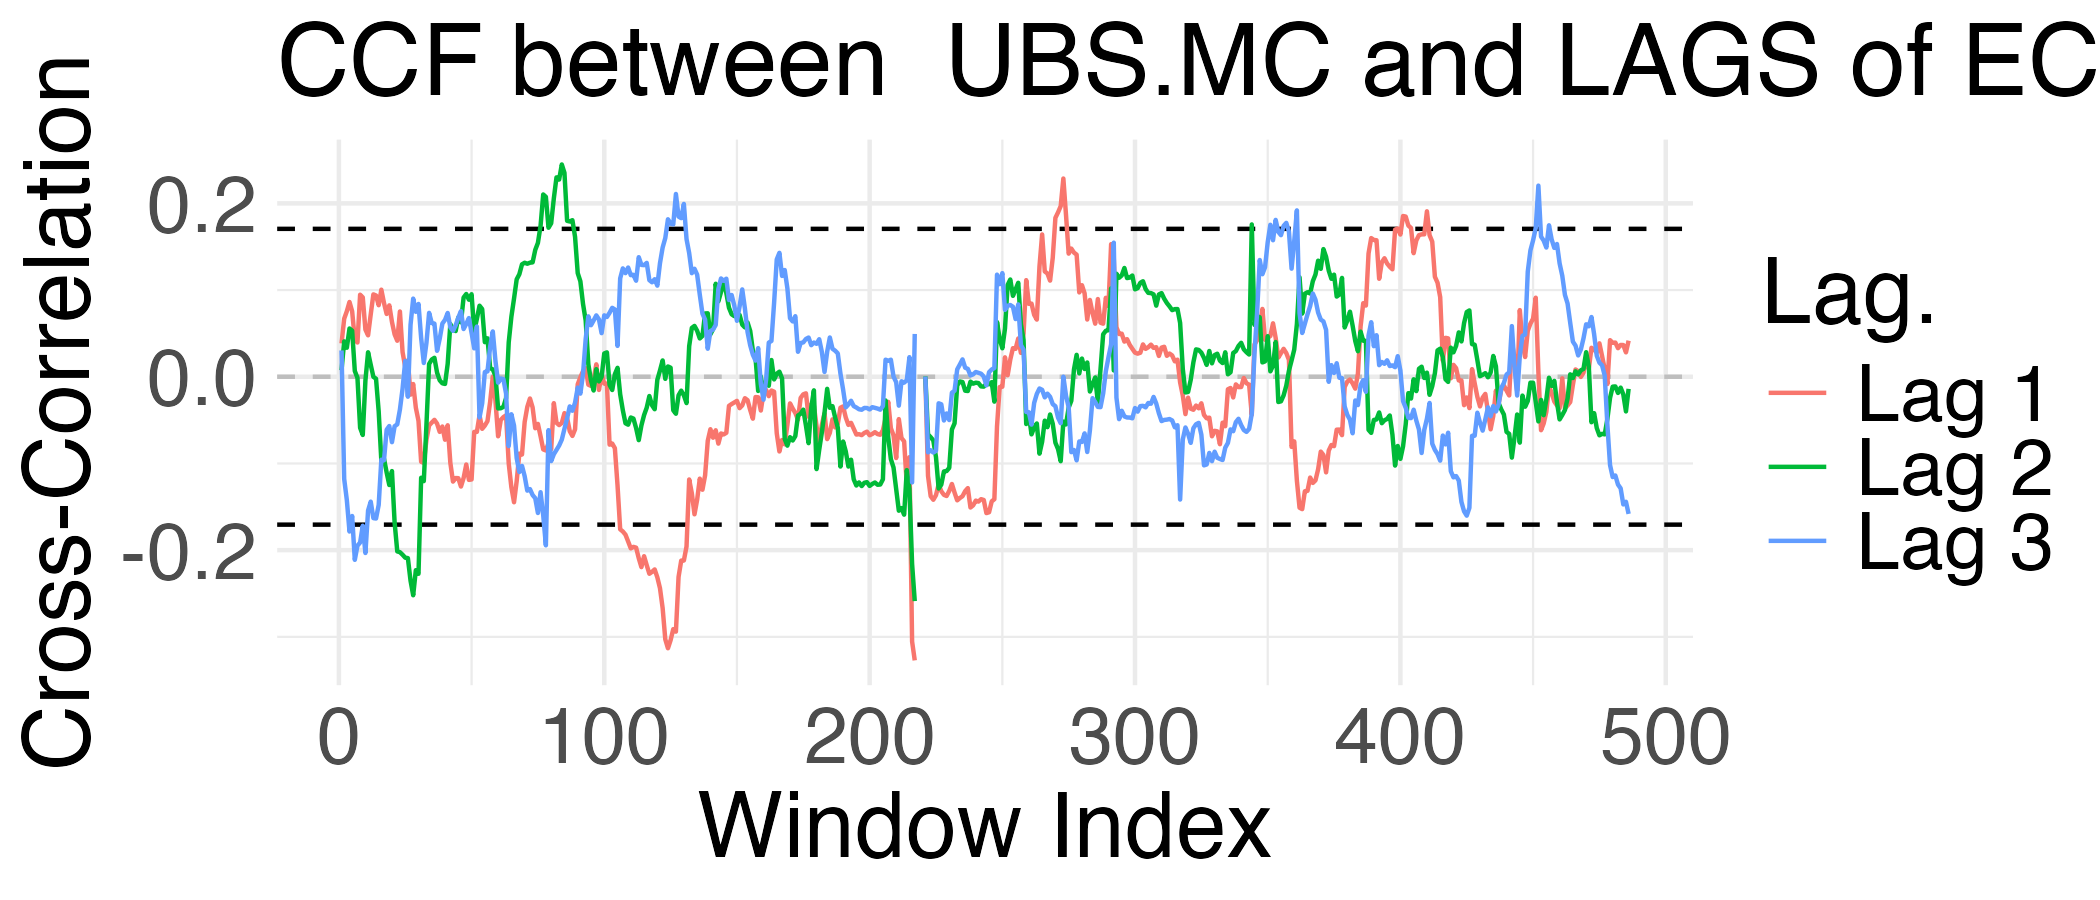 CCF between  UBS.MC and LAGS of EC
Cross-Correlation
0.2
0.0
-0.2
0
100
200
300
400
500
Window Index
Lag.
Lag 1
Lag 2
Lag 3